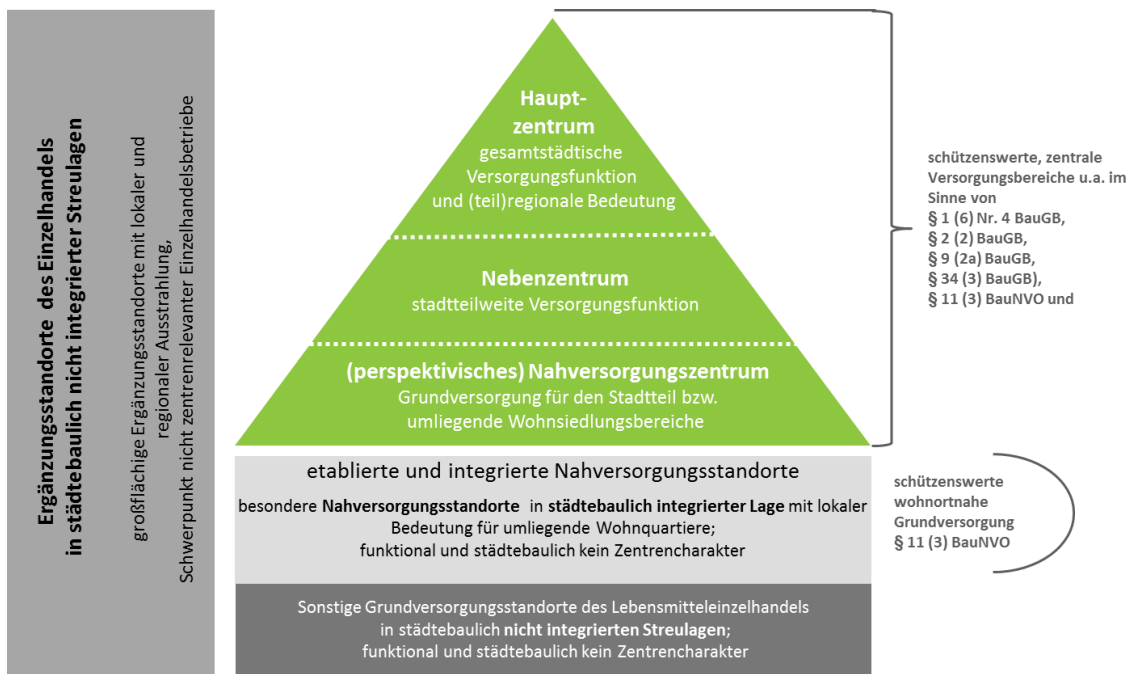 Ergänzungsstandorte des Einzelhandels
in städtebaulich nicht integrierter Streulagen
großflächige Ergänzungsstandorte mit lokaler und
regionaler Ausstrahlung,
Schwerpunkt nicht zentrenrelevanter Einzelhandelsbetriebe
Haupt-
zentrum
gesamtstädtische
Versorgungsfunktion
und (teil)regionale Bedeutung
Nebenzentrum
stadtteilweite Versorgungsfunktion
(perspektivisches) Nahversorgungszentrum
Grundversorgung für den Stadtteil bzw.
umliegende Wohnsiedlungsbereiche
etablierte und integrierte Nahversorgungsstandorte
besondere Nahversorgungsstandorte in städtebaulich integrierter Lage mit lokaler
Bedeutung für umliegende Wohnquartiere;
funktional und städtebaulich kein Zentrencharakter
Sonstige Grundversorgungsstandorte des Lebensmitteleinzelhandels
in städtebaulich nicht integrierten Streulagen;
funktional und städtebaulich kein Zentrencharakter
schützenswerte, zentrale
Versorgungsbereiche u.a. im
Sinne von
§ 1 (6) Nr. 4 BauGB,
§ 2 (2) BauGB,
§ 9 (2a) BauGB,
§ 34 (3) BauGB),
§ 11 (3) BauNVO und
schützenswerte
wohnortnahe
Grundversorgung
§ 11 (3) BauNVO